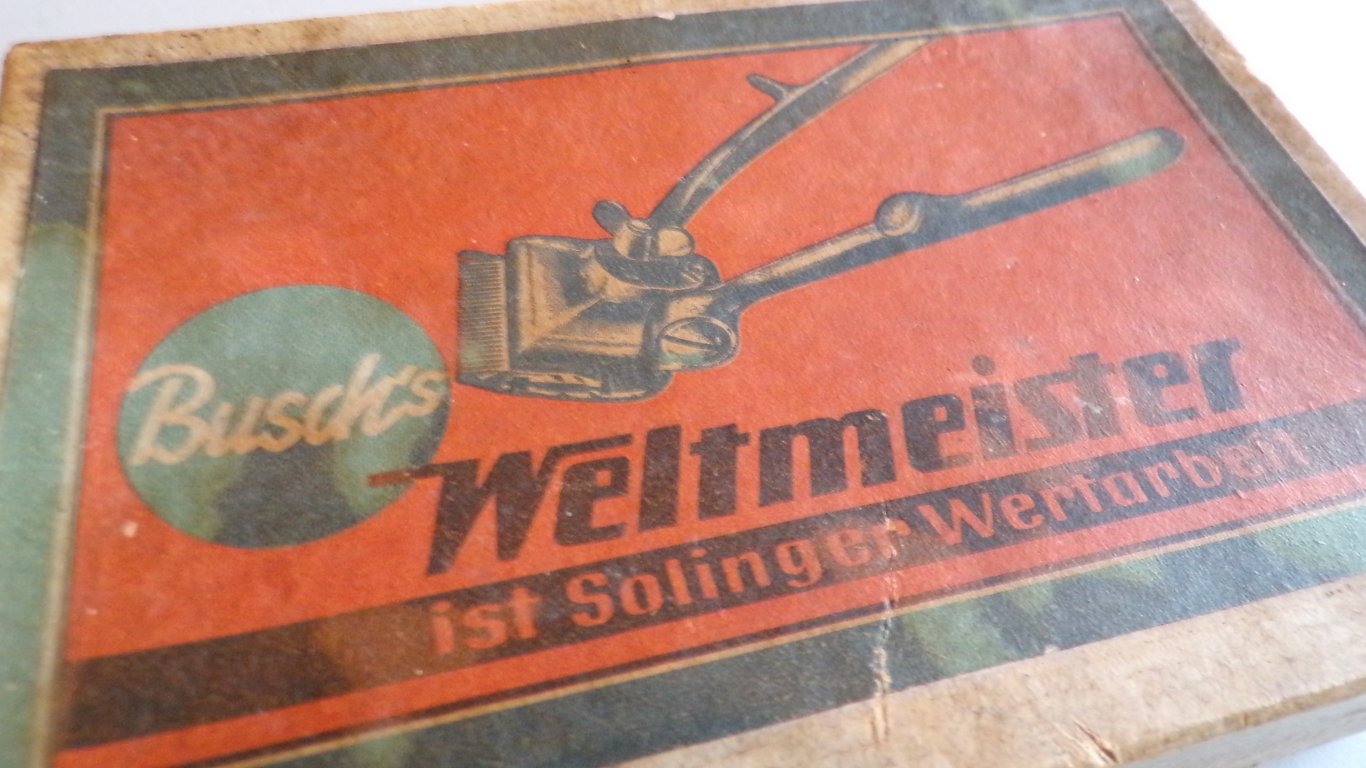 Busch's
Weltmeister
ist Solinger Wertarbeit